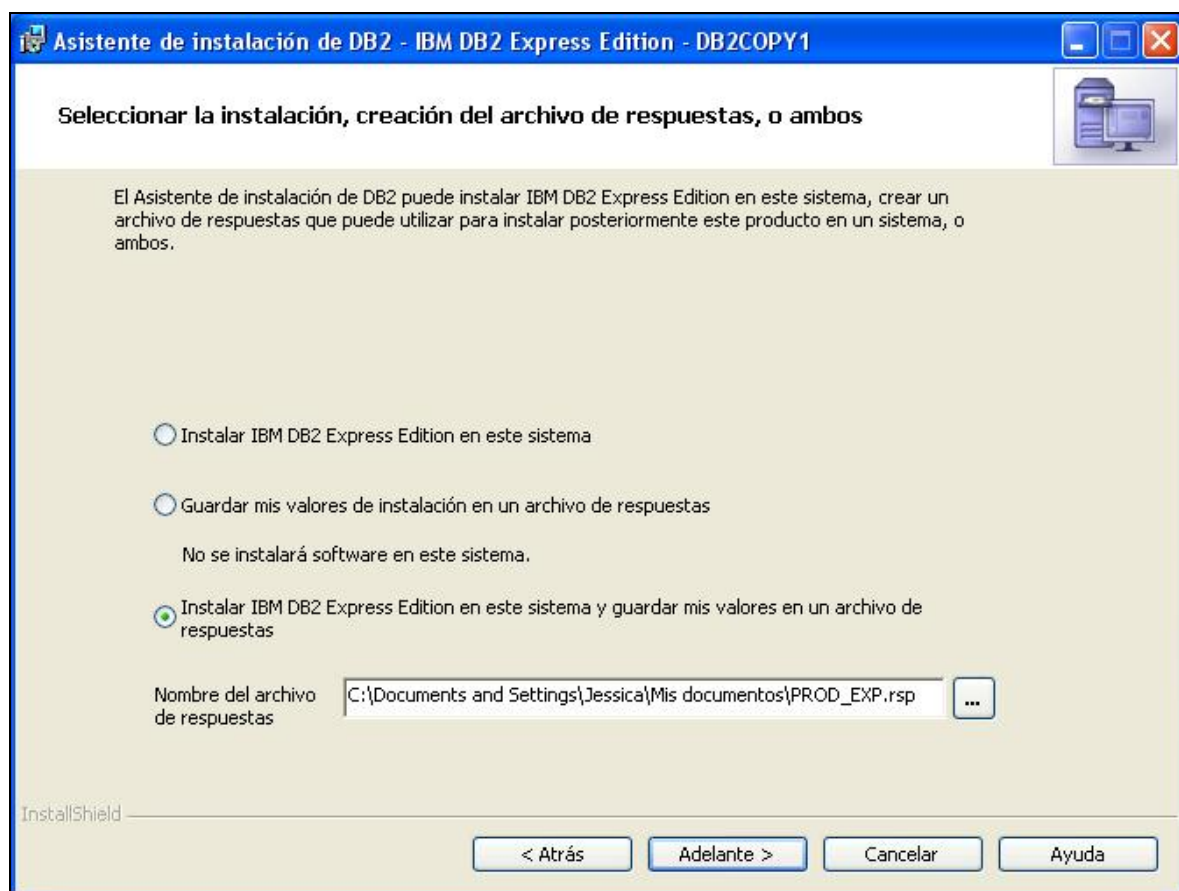 Asistente de instalación de DB2 - IBM DB2 Express Edition - DB2COPY1
Seleccionar la instalación, creación del archivo de respuestas, o ambos
El Asistente de instalación de DB2 puede instalar IBM DB2 Express Edition en este sistema, crear un
archivo de respuestas que puede utilizar para instalar posteriormente este producto en un sistema, o
ambos.
Instalar IBM DB2 Express Edition en este sistema
Guardar mis valores de instalación en un archivo de respuestas
No se instalará software en este sistema.
Instalar IBM DB2 Express Edition en este sistema y guardar mis valores en un archivo de
respuestas
Nombre del archivo
de respuestas
C:\Documents and Settings\Jessica\Mis documentos\PROD_EXP.rsp
...
InstallShield
< Atrás
Adelante >
Cancelar
Ayuda